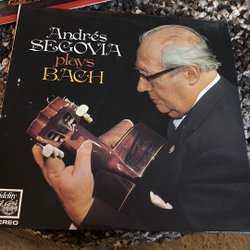 Andrés
SEGOVIA
plays
BACH
STEREO